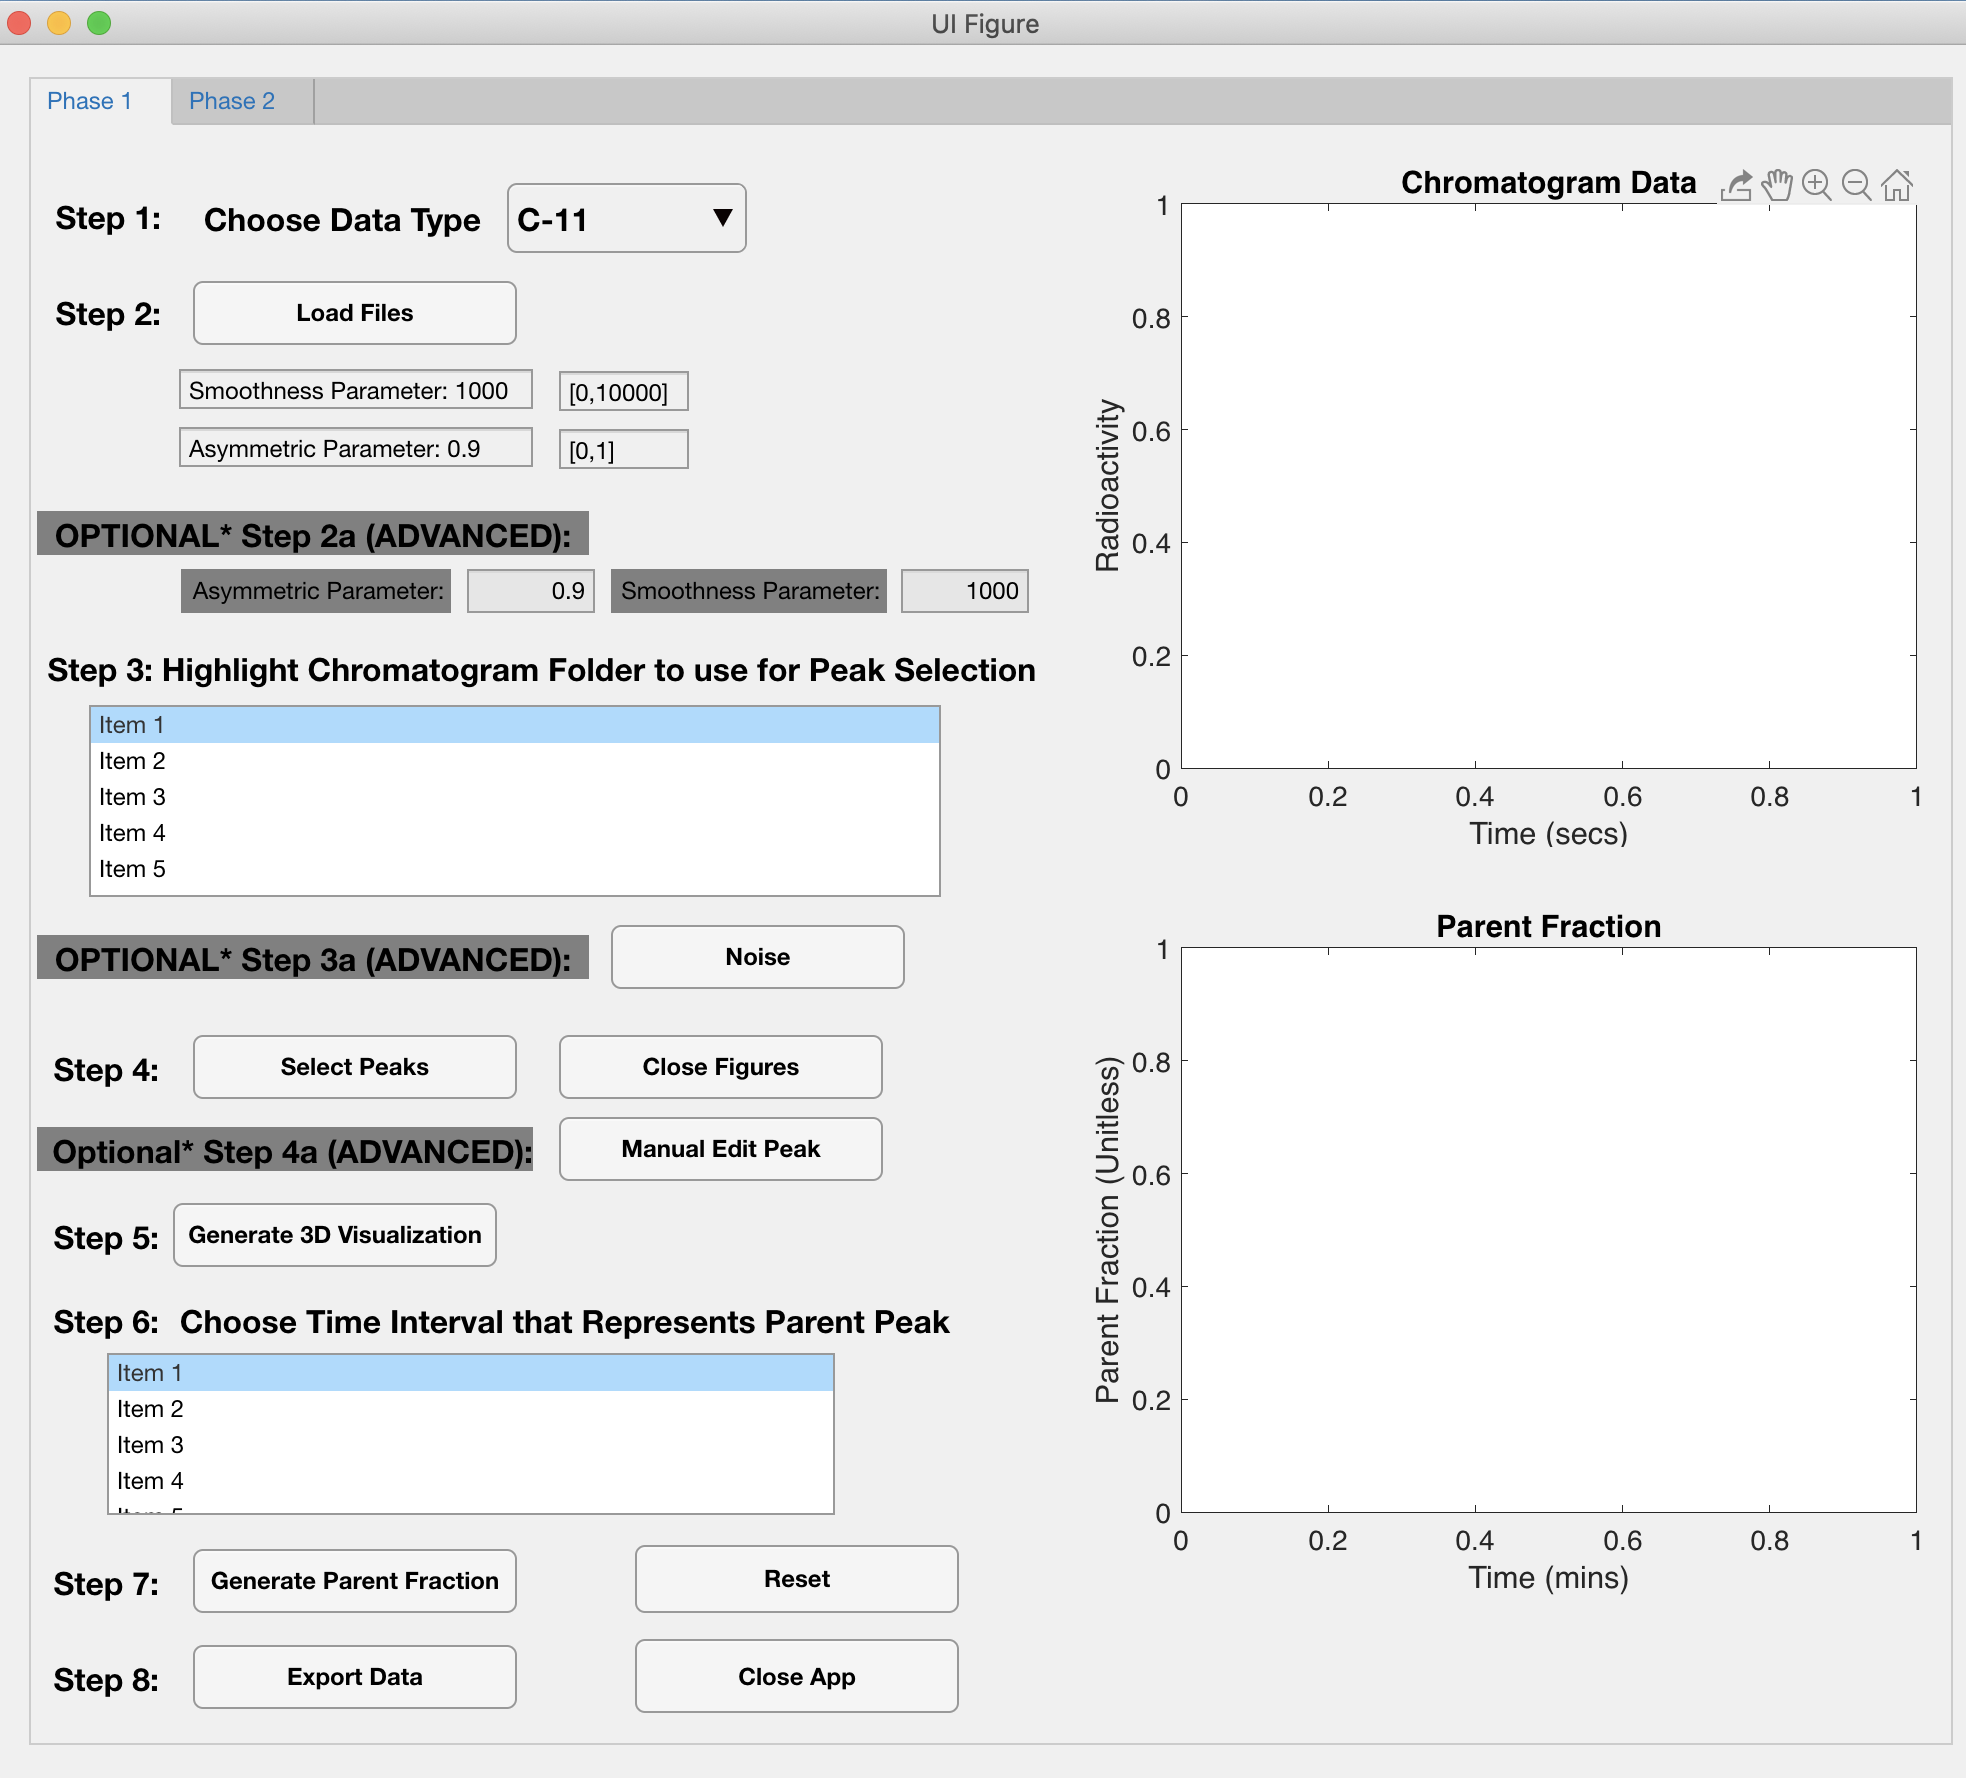 UI Figure
Phase 1
Phase 2
Step 1:
Choose Data Type
C-11
Step 2:
Load Files
Smoothness Parameter: 1000
[0,10000]
Asymmetric Parameter: 0.9
[0,1]
OPTIONAL* Step 2a (ADVANCED):
Asymmetric Parameter:
0.9
Smoothness Parameter:
1000
Step 3: Highlight Chromatogram Folder to use for Peak Selection
Item 1
Item 2
Item 3
Item 4
Item 5
OPTIONAL* Step 3a (ADVANCED):
Noise
Step 4:
Select Peaks
Close Figures
Optional* Step 4a (ADVANCED):
Manual Edit Peak
Step 5:
Generate 3D Visualization
Step 6:
Choose Time Interval that Represents Parent Peak
Item 1
Item 2
Item 3
Item 4
Item 5
Step 7:
Generate Parent Fraction
Reset
Step 8:
Export Data
Close App
Chromatogram Data
1
0.8
0.6
0.4
0.2
0
Radioactivity
0 0.2 0.4 0.6 0.8 1
Time (secs)
Parent Fraction
1
0.8
0.6
0.4
0.2
0
Parent Fraction (Unitless)
0 0.2 0.4 0.6 0.8 1
Time (mins)